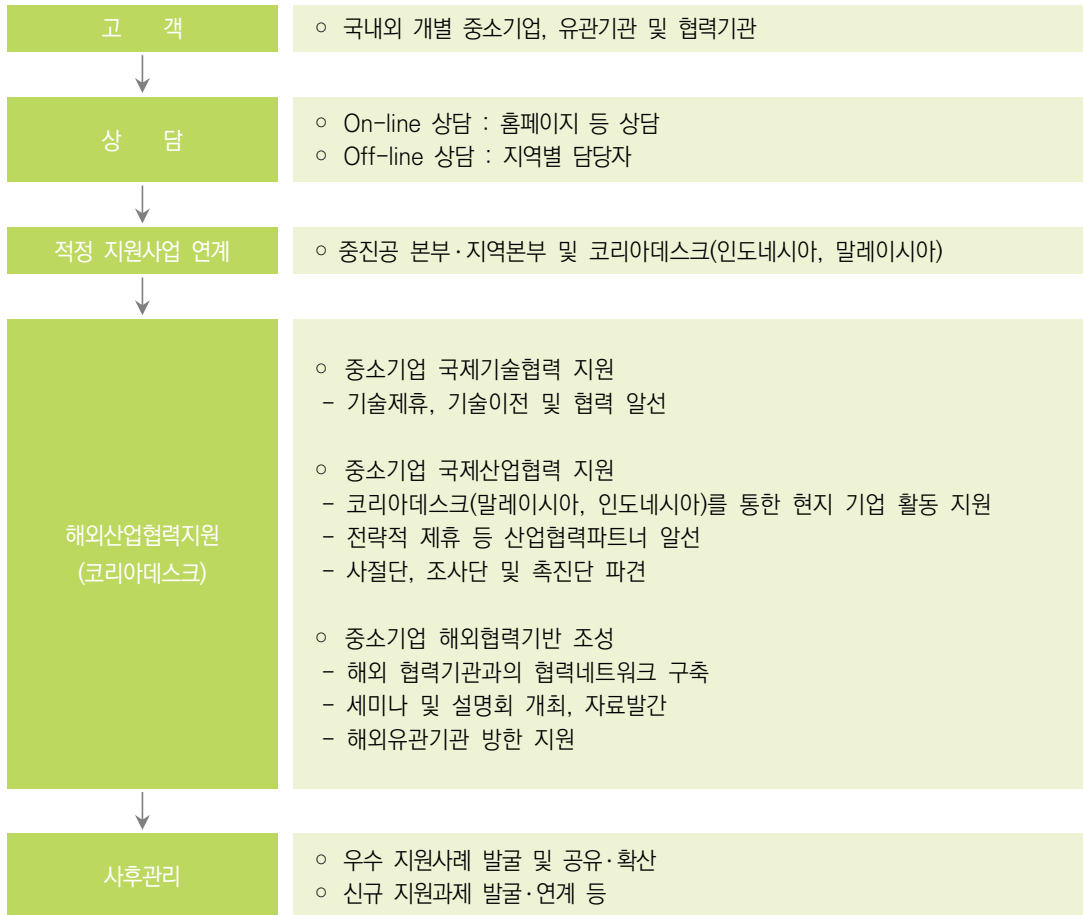 고 객
○ 국내외 개별 중소기업, 유관기관 및 협력기관
상 담
○ On-line 상담 : 홈페이지 등 상담
○ Off-line 상담 : 지역별 담당자
적정 지원사업 연계
○ 중진공 본부·지역본부 및 코리아데스크(인도네시아, 말레이시아)
해외산업협력지원
(코리아데스크)
○ 중소기업 국제기술협력 지원
- 기술제휴, 기술이전 및 협력 알선
○ 중소기업 국제산업협력 지원
- 코리아데스크(말레이시아, 인도네시아)를 통한 현지 기업 활동 지원
- 전략적 제휴 등 산업협력파트너 알선
- 사절단, 조사단 및 촉진단 파견
○ 중소기업 해외협력기반 조성
- 해외 협력기관과의 협력네트워크 구축
- 세미나 및 설명회 개최, 자료발간
- 해외유관기관 방한 지원
사후관리
○ 우수 지원사례 발굴 및 공유·확산
○ 신규 지원과제 발굴·연계 등